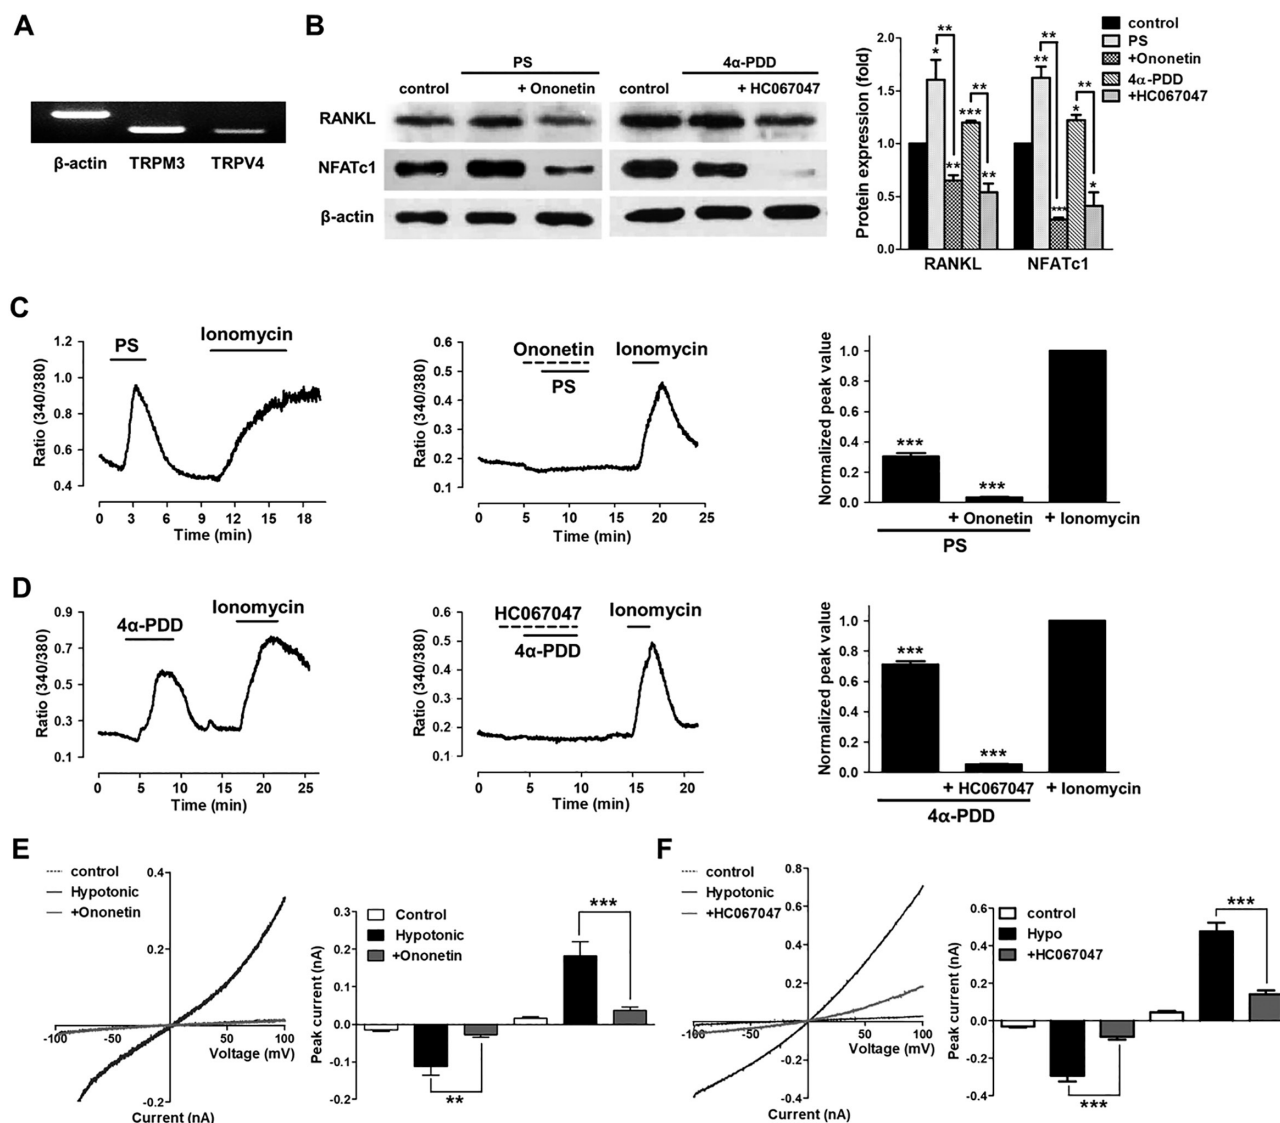 A
β-actin TRPM3 TRPV4
B
PS 4α-PDD
control + Ononetin control + HC067047
RANKL
NFATc1
β-actin
control
PS
+Ononetin
4α-PDD
+HC067047
Protein expression (fold)
2.0
1.5
1.0
0.5
0.0
* ** ** *** ** **
** ** *** * ** *
RANKL NFATc1
C
PS Ionomycin
Ratio (340/380)
1.2
1.0
0.8
0.6
0.4
0 3 6 9 12 15 18
Time (min)
Ononetin Ionomycin
PS
Ratio (340/380)
0.6
0.5
0.4
0.3
0.2
0.1
0 5 10 15 20 25
Time (min)
Normalized peak value
1.0
0.8
0.6
0.4
0.2
0.0
***
***
+ Ononetin + Ionomycin
PS
D
4α-PDD Ionomycin
Ratio (340/380)
0.9
0.7
0.5
0.3
0.1
0 5 10 15 20 25
Time (min)
HC067047 Ionomycin
4α-PDD
Ratio (340/380)
0.6
0.5
0.4
0.3
0.2
0.1
0 5 10 15 20
Time (min)
Normalized peak value
1.0
0.8
0.6
0.4
0.2
0.0
***
***
+ HC067047 + Ionomycin
4α-PDD
E
control
Hypotonic
+Ononetin
0.4
0.2
-100 -50 50 100
Voltage (mV)
-0.2
Current (nA)
Control
Hypotonic
+Ononetin
Peak current (nA)
0.3
0.2
0.1
0.0
-0.1
-0.2
***
**
F
control
Hypotonic
+HC067047
0.8
0.6
0.4
0.2
-100 -50 50 100
Voltage (mV)
-0.2
-0.4
Current (nA)
control
Hypo
+HC067047
Peak current (nA)
0.6
0.4
0.2
0.0
-0.2
-0.4
***
***